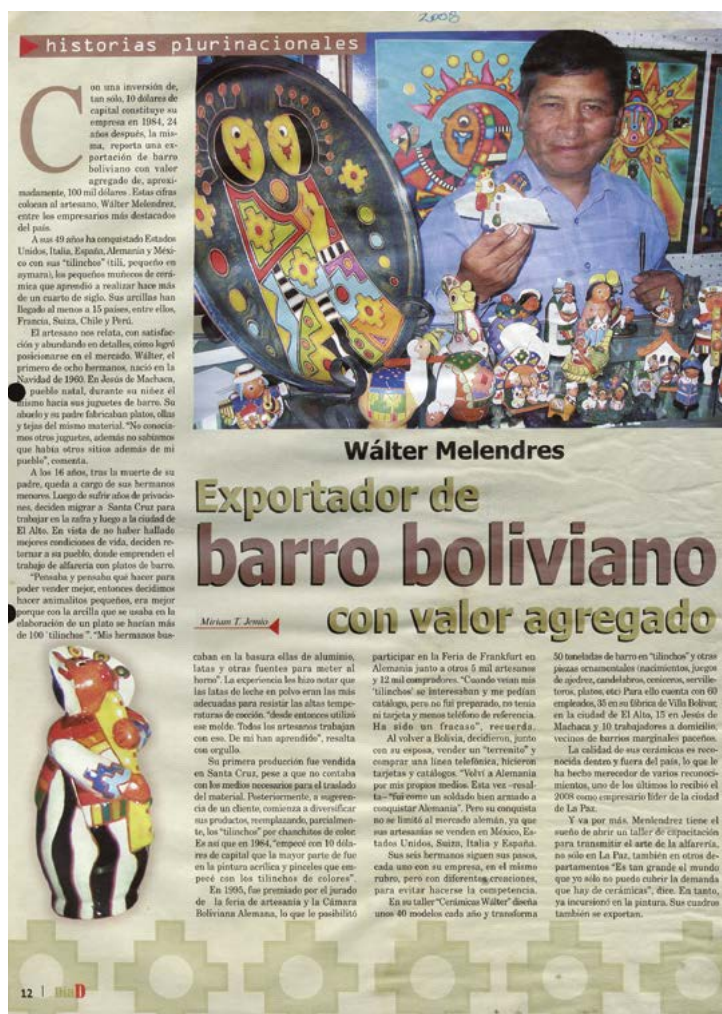 2008
historias plurinacionales
Con una inversión de,
tan sólo, 10 dólares de
capital constituye su
empresa en 1984, 24
años después, la mis-
ma, reporta una ex-
portación de barro
boliviano con valor
agregado de, aproxi-
madamente, 100 mil dólares . Estas cifras
colocan al artesano, Wálter Melendrez,
entre los empresarios más destacados
del país.
A sus 49 años ha conquistado Estados
Unidos, Italia, España, Alemania y Méxi-
co con sus "tilinchos" (tili, pequeño en
aymara), los pequeños muñecos de cerá-
mica que aprendió a realizar hace más
de un cuarto de siglo. Sus arcillas han
llegado al menos a 15 países, entre ellos,
Francia, Suiza, Chile y Perú.
El artesano nos relata, con satisfac-
ción y abundando en detalles, cómo logró
posicionarse en el mercado. Wálter, el
primero de ocho hermanos, nació en la
Navidad de 1960. En Jesús de Machaca,
pueblo natal, durante su niñez él
mismo hacía sus juguetes de barro. Su
abuelo y su padre fabricaban platos, ollas
y tejas del mismo material. "No conocía-
mos otros juguetes, además no sabíamos
que había otros sitios además de mi
pueblo", comenta.
A los 16 años, tras la muerte de su
padre, queda a cargo de sus hermanos
menores. Luego de sufrir años de privacio-
nes, deciden migrar a Santa Cruz para
trabajar en la zafra y luego a la ciudad de
El Alto. En vista de no haber hallado
mejores condiciones de vida, deciden re-
tornar a su pueblo, donde emprenden el
trabajo de alfarería con platos de barro.
"Pensaba y pensaba qué hacer para
poder vender mejor, entonces decidimos
hacer animalitos pequeños, era mejor
porque con la arcilla que se usaba en la
elaboración de un plato se hacían más
de 100 'tilinchos'". "Mis hermanos bus-
Wálter Melendres
Exportador de
barro boliviano
con valor agregado
Miriam T. Jemio
caban en la basura ollas de aluminio,
latas y otras fuentes para meter al
horno". La experiencia les hizo notar que
las latas de leche en polvo eran las más
adecuadas para resistir las altas tempe-
raturas de cocción. "desde entonces utilizó
ese molde. Todos los artesanos trabajan
con eso. De mí han aprendido", resalta
con orgullo.
Su primera producción fue vendida
en Santa Cruz, pese a que no contaba
con los medios necesarios para el traslado
del material. Posteriormente, a sugeren-
cia de un cliente, comienza a diversificar
sus productos, reemplazando, parcialmen-
te, los "tilinchos" por chanchitos de color.
Es así que en 1984, "empecé con 10 dóla-
res de capital que la mayor parte de fue
en la pintura acrílica y pinceles que em-
pecé con los tilinchos de colores".
En 1995, fue premiado por el jurado
de la feria de artesanía y la Cámara
Boliviana Alemana, lo que le posibilitó
participar en la Feria de Frankfurt en
Alemania junto a otros 5 mil artesanos
y 12 mil compradores. "Cuando veían mis
'tilinchos' se interesaban y me pedían
catálogo, pero no fui preparado, no tenía
ni tarjeta y menos teléfono de referencia.
Ha sido un fracaso", recuerda.
Al volver a Bolivia, decidieron, junto
con su esposa, vender un "terrenito" y
comprar una línea telefónica, hicieron
tarjetas y catálogos. "Volví a Alemania
por mis propios medios. Esta vez –resal-
ta– "fui como un soldado bien armado a
conquistar Alemania". Pero su conquista
no se limitó al mercado alemán, ya que
sus artesanías se venden en México, Es-
tados Unidos, Suiza, Italia y España.
Sus seis hermanos siguen sus pasos,
cada uno con su empresa, en el mismo
rubro, pero con diferentes creaciones,
para evitar hacerse la competencia.
En su taller "Cerámicas Wálter" diseña
unos 40 modelos cada año y transforma
50 toneladas de barro en "tilinchos" y otras
piezas ornamentales (nacimientos, juegos
de ajedrez, candelabros, ceniceros, serville-
teros, platos, etc) Para ello cuenta con 60
empleados, 35 en su fábrica de Villa Bolívar,
en la ciudad de El Alto, 15 en Jesús de
Machaca y 10 trabajadores a domicilio,
vecinos de barrios marginales paceños.
La calidad de sus cerámicas es reco-
nocida dentro y fuera del país, lo que le
ha hecho merecedor de varios reconoci-
mientos, uno de los últimos lo recibió el
2008 como empresario líder de la ciudad
de La Paz.
Y va por más. Menlendrez tiene el
sueño de abrir un taller de capacitación
para transmitir el arte de la alfarería,
no sólo en La Paz, también en otros de-
partamentos "Es tan grande el mundo
que yo sólo no puedo cubrir la demanda
que hay de cerámicas", dice. En tanto,
ya incursionó en la pintura. Sus cuadros
también se exportan.
12 | DíaD